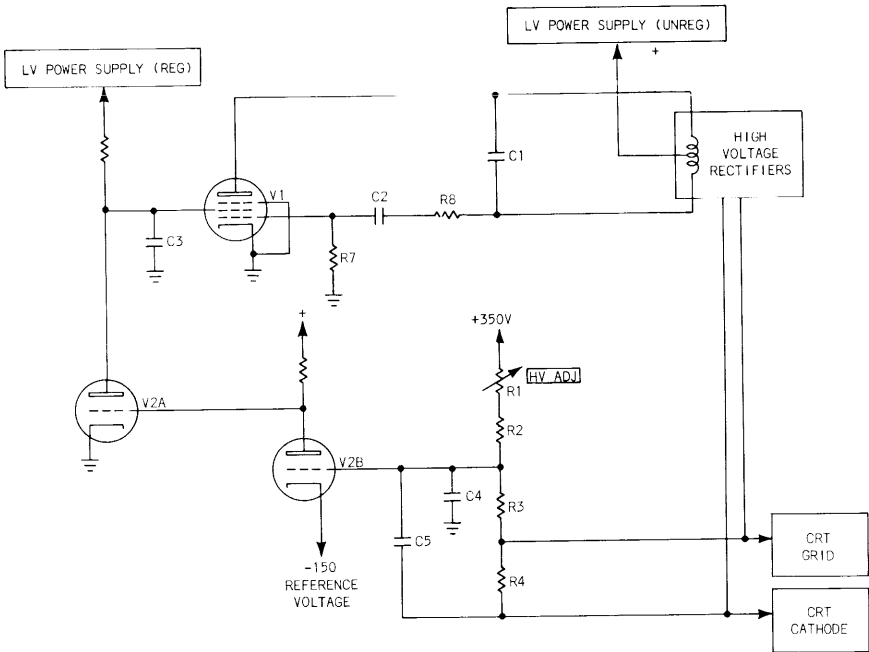 LV POWER SUPPLY (UNREG)
+
LV POWER SUPPLY (REG)
HIGH
VOLTAGE
RECTIFIERS
C1
V1
C2
R8
C3
R7
+350V
+
HV ADJ
R1
V2A
R2
V2B
C4
R3
C5
-150
REFERENCE
VOLTAGE
R4
CRT
GRID
CRT
CATHODE